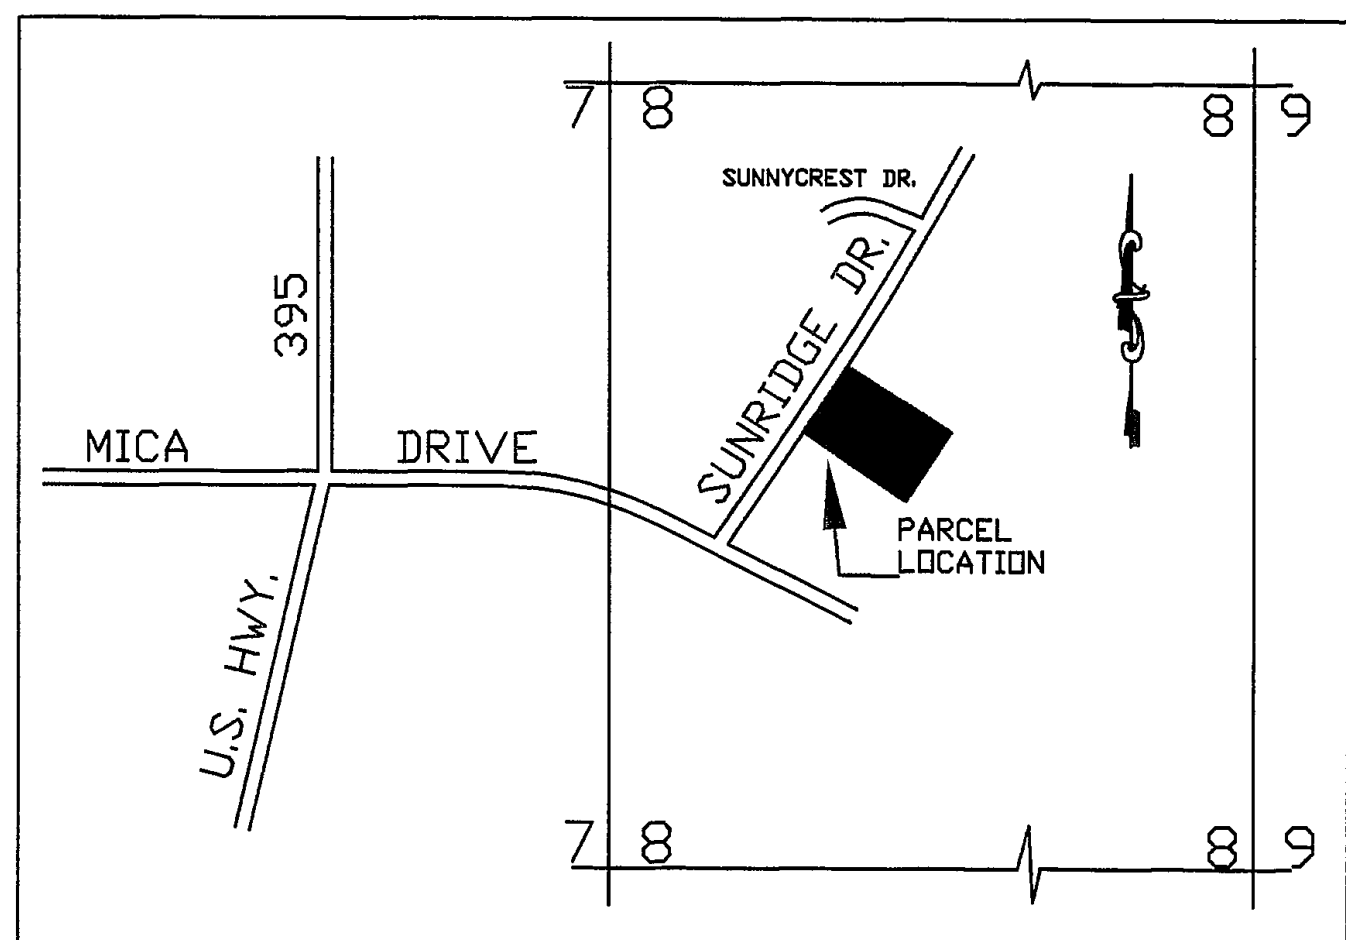 7 8
8 9
SUNNYCREST DR.
SUNRIDGE DR.
395
MICA DRIVE
PARCEL
LOCATION
U.S. HWY.
7 8
8 9